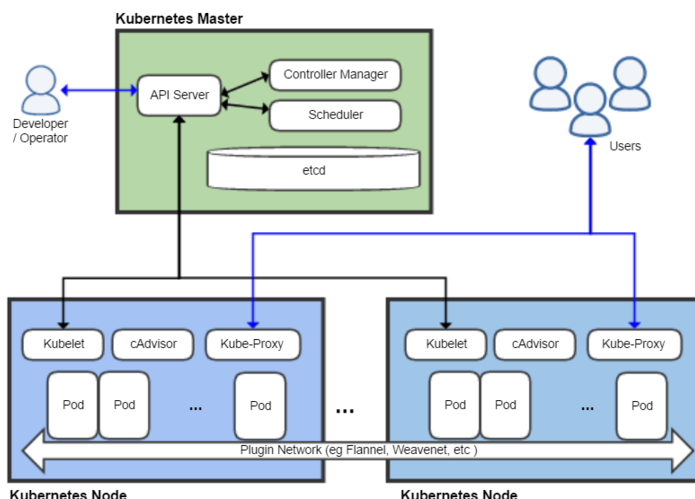 Kubernetes Master
API Server
Controller Manager
Scheduler
etcd
Developer
/ Operator
Users
Kubelet
cAdvisor
Kube-Proxy
Pod
Pod
...
Pod
...
Kubelet
cAdvisor
Kube-Proxy
Pod
Pod
...
Pod
Plugin Network (eg Flannel, Weavenet, etc )
Kubernetes Node
Kubernetes Node